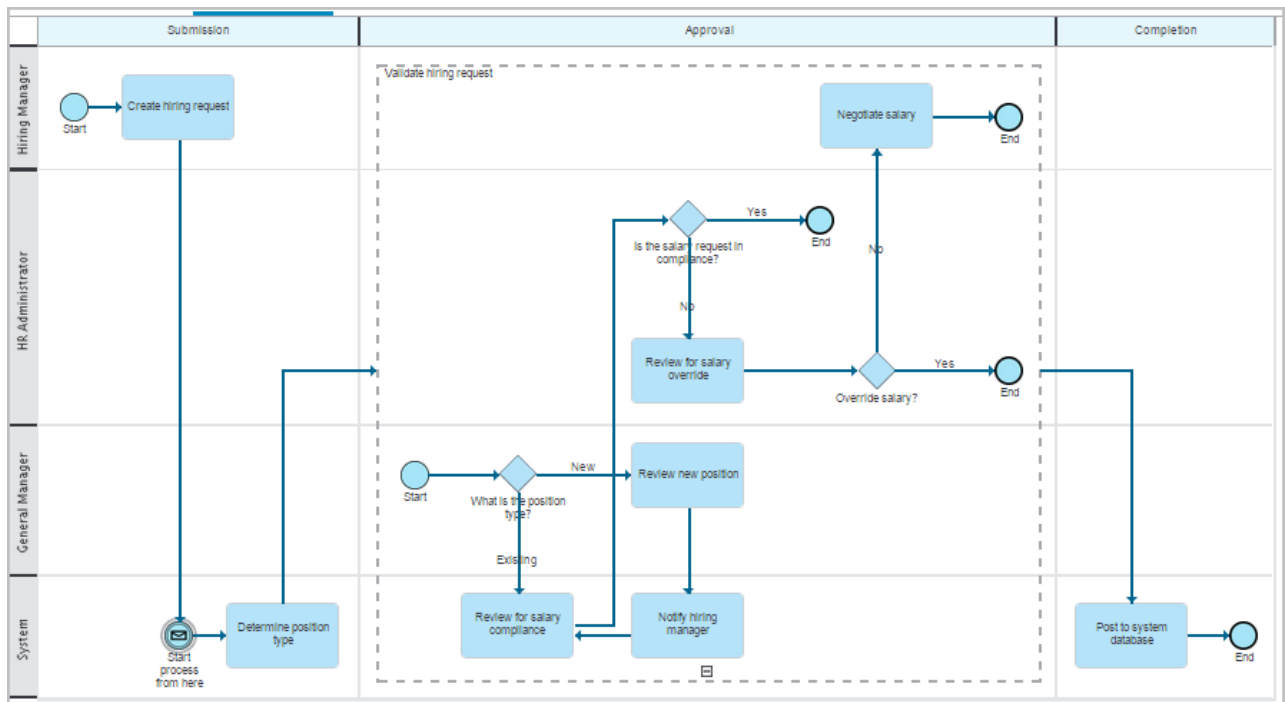 Submission
Approval
Completion
Hiring Manager
HR Administrator
General Manager
System
Start
Create hiring request
Validate hiring request
Negotiate salary
End
Is the salary request in
compliance?
Yes
End
No
No
Review for salary
override
Override salary?
Yes
End
Start
What is the position
type?
New
Review new position
Existing
Start
process
from here
Determine position
type
Review for salary
compliance
Notify hiring
manager
Post to system
database
End